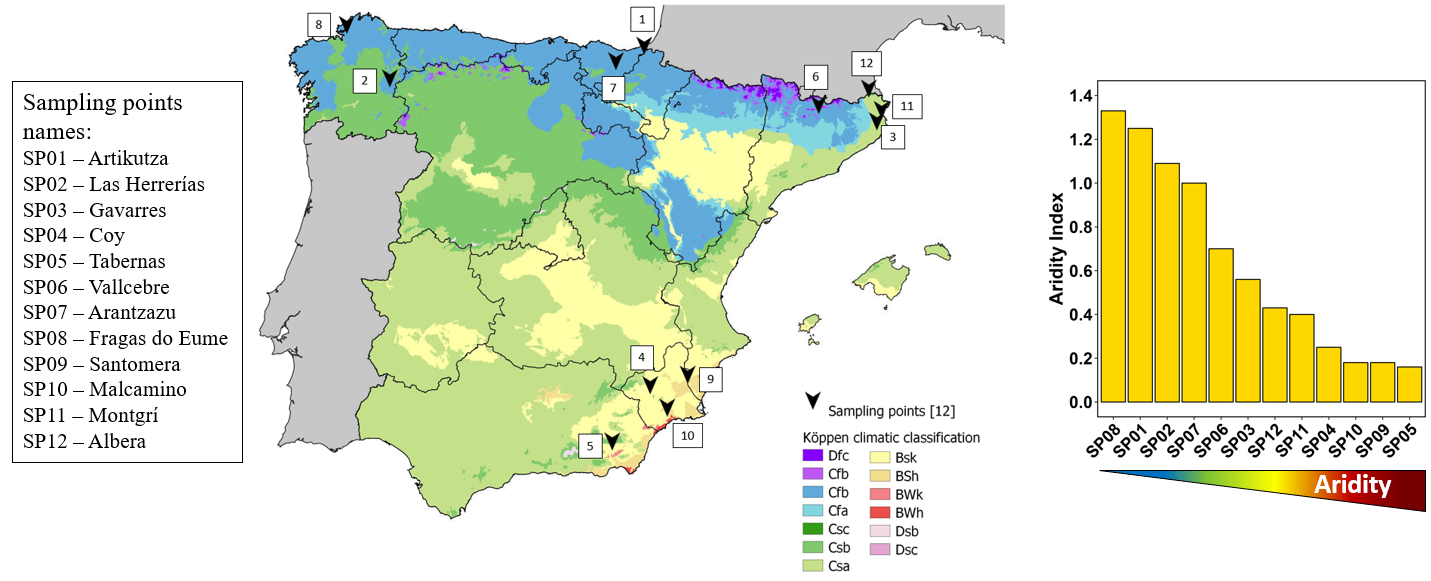 Sampling points
names:
SP01 – Artikutza
SP02 – Las Herrerías
SP03 – Gavarres
SP04 – Coy
SP05 – Tabernas
SP06 – Vallcebre
SP07 – Arantzazu
SP08 – Fragas do Eume
SP09 – Santomera
SP10 – Malcamino
SP11 – Montgrí
SP12 – Albera
8
1
2
7
6
12
11
3
4
9
10
5
Sampling points [12]
Köppen climatic classification
Dfc
Cfb
Cfb
Cfa
Csc
Csb
Csa
Bsk
BSh
BWk
BWh
Dsb
Dsc
Aridity Index
1.4
1.2
1.0
0.8
0.6
0.4
0.2
0.0
SP08
SP01
SP02
SP07
SP06
SP03
SP12
SP11
SP04
SP10
SP09
SP05
Aridity